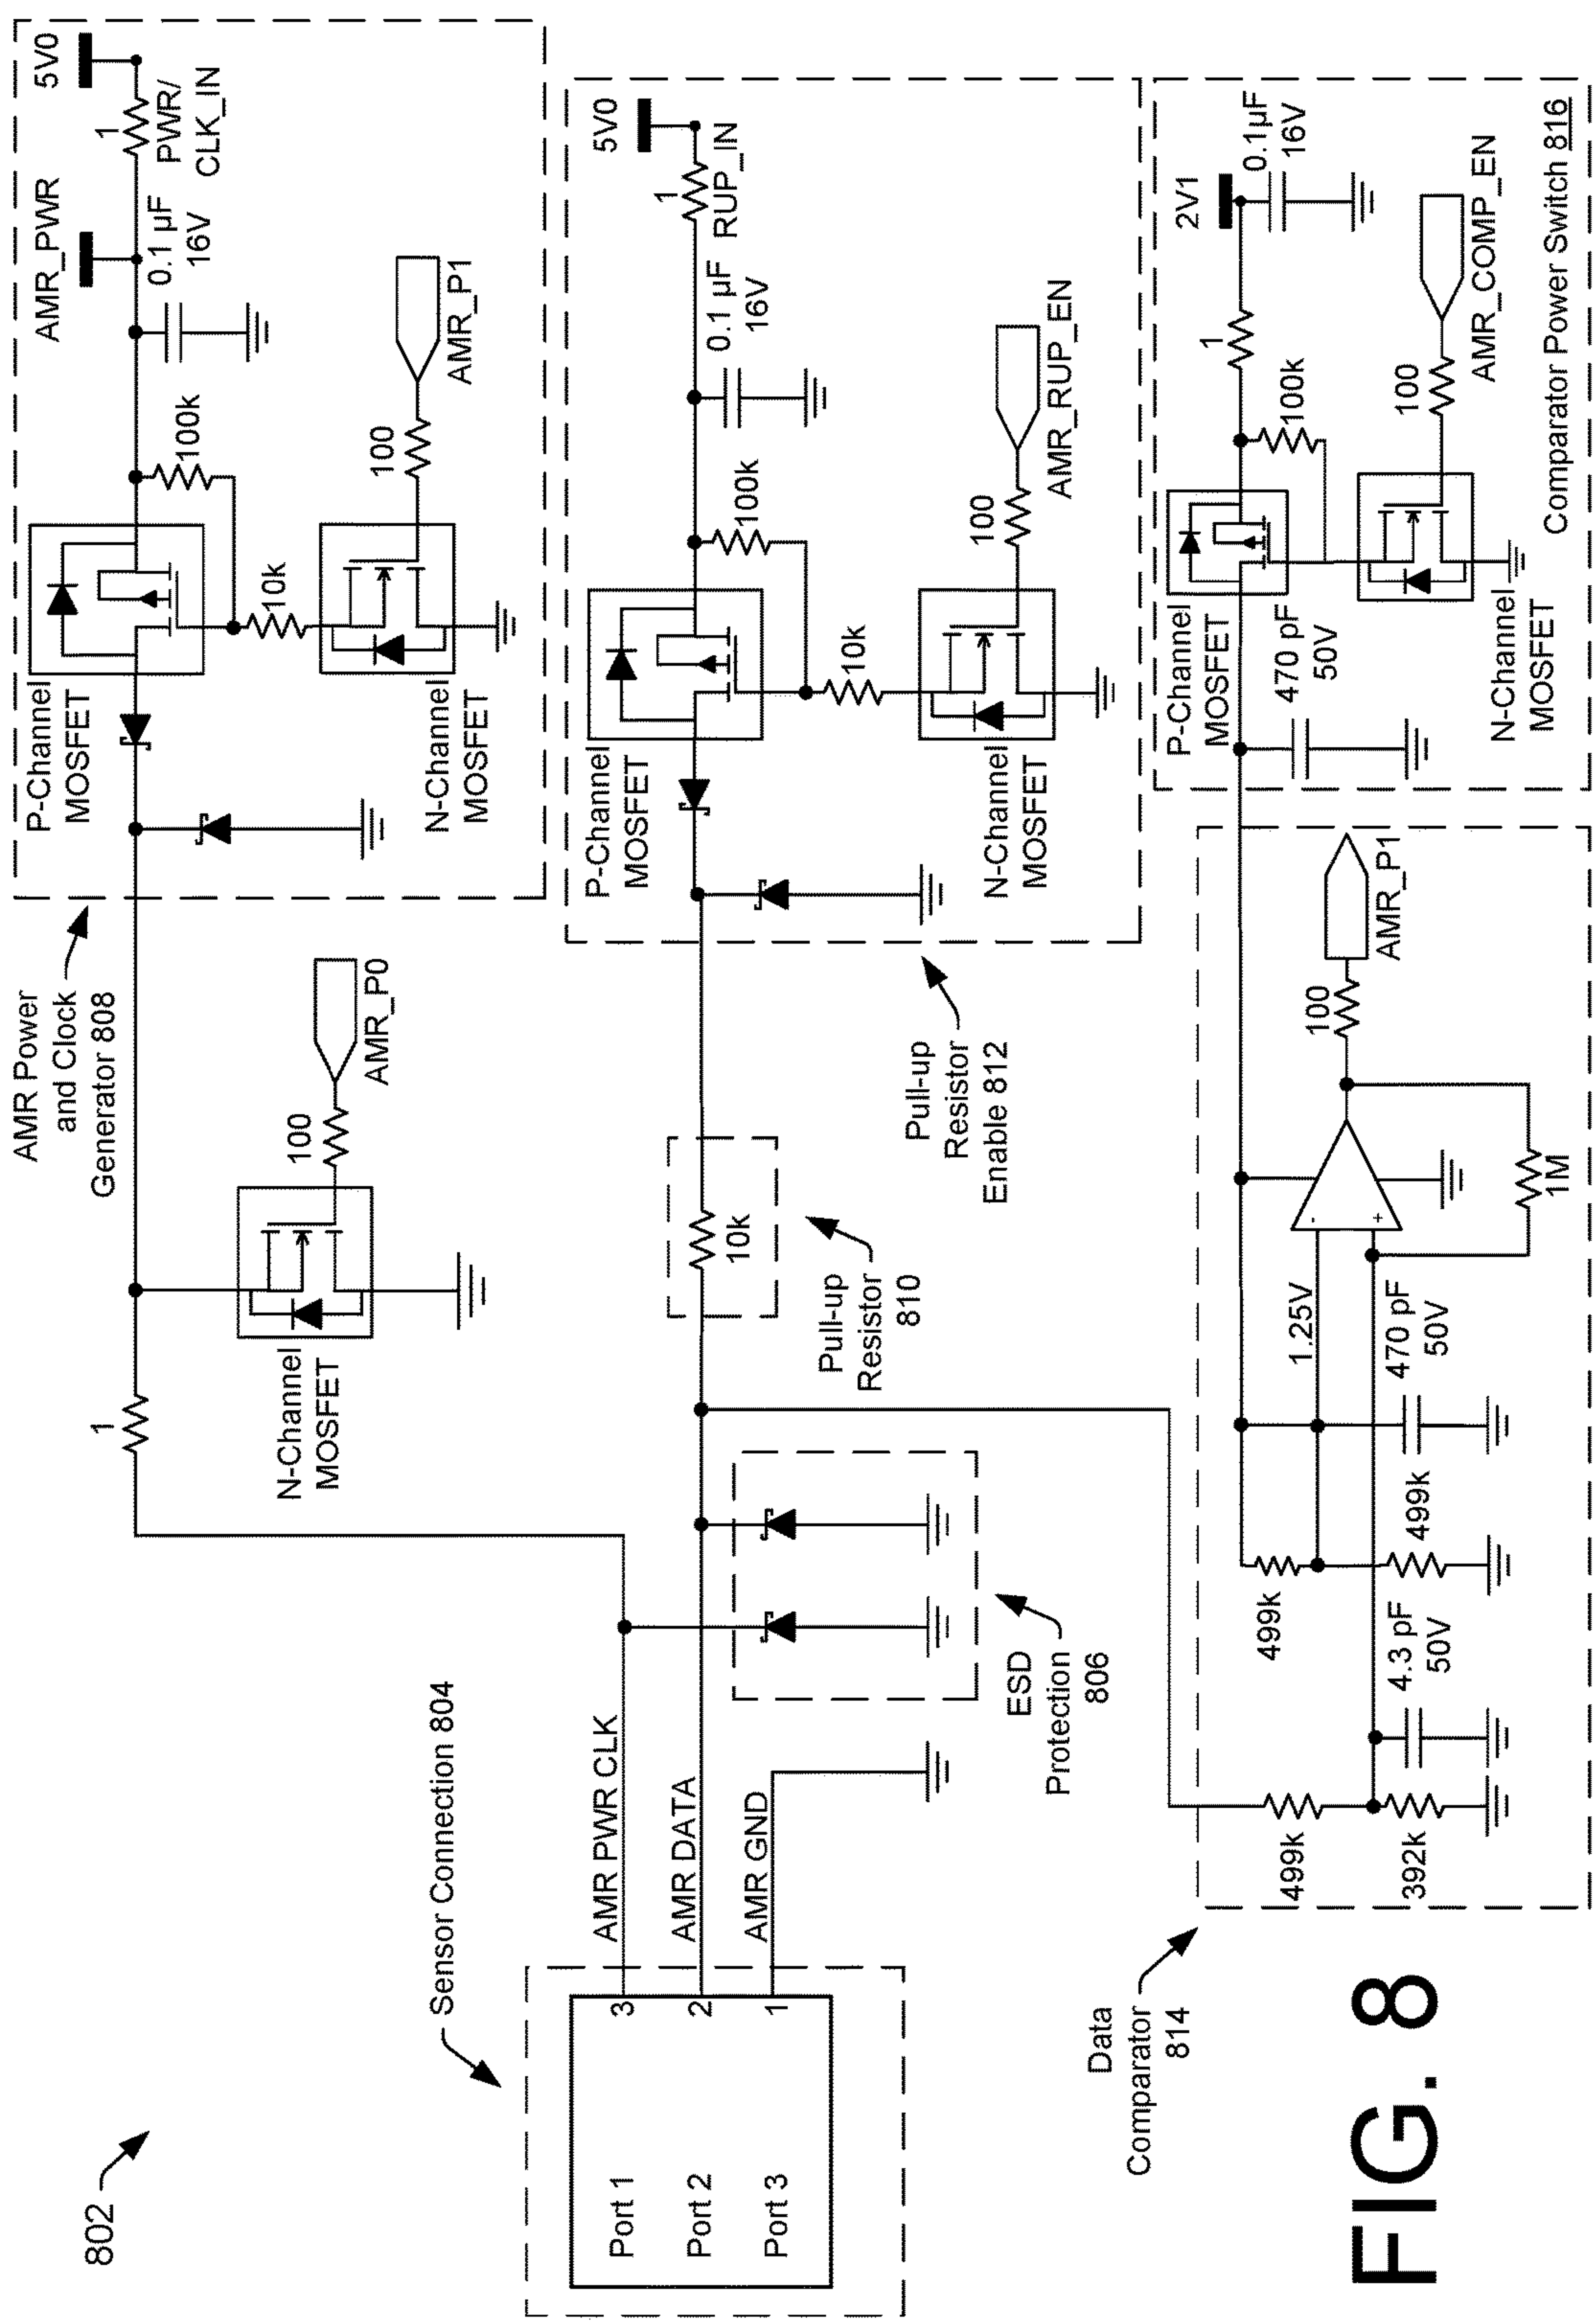 802
Sensor Connection 804
Port 1
Port 2
Port 3
3
2
1
AMR PWR CLK
AMR DATA
AMR GND
ESD
Protection
806
1
N-Channel
MOSFET
100
AMR_P0
AMR Power
and Clock
Generator 808
P-Channel
MOSFET
N-Channel
MOSFET
10k
100k
100
AMR_P1
0.1 µF
16V
AMR_PWR
1
PWR/
CLK_IN
5V0
10k
Pull-up
Resistor
810
Pull-up
Resistor
Enable 812
P-Channel
MOSFET
N-Channel
MOSFET
10k
100k
100
AMR_RUP_EN
0.1 µF
16V
1
RUP_IN
5V0
Data
Comparator
814
499k
392k
4.3 pF
50V
499k
499k
470 pF
50V
1.25V
-
+
1M
100
AMR_P1
P-Channel
MOSFET
470 pF
50V
N-Channel
MOSFET
100k
1
100
AMR_COMP_EN
2V1
0.1µF
16V
Comparator Power Switch 816
FIG. 8